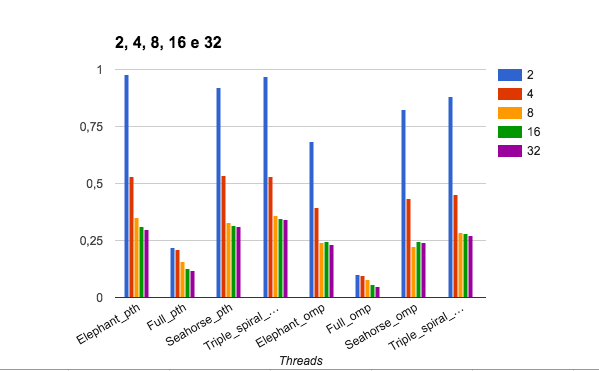 2, 4, 8, 16 e 32
1
0,75
0,5
0,25
0
2
4
8
16
32
Elephant_pth
Full_pth
Seahorse_pth
Triple_spiral_…
Elephant_omp
Full_omp
Seahorse_omp
Triple_spiral_…
Threads